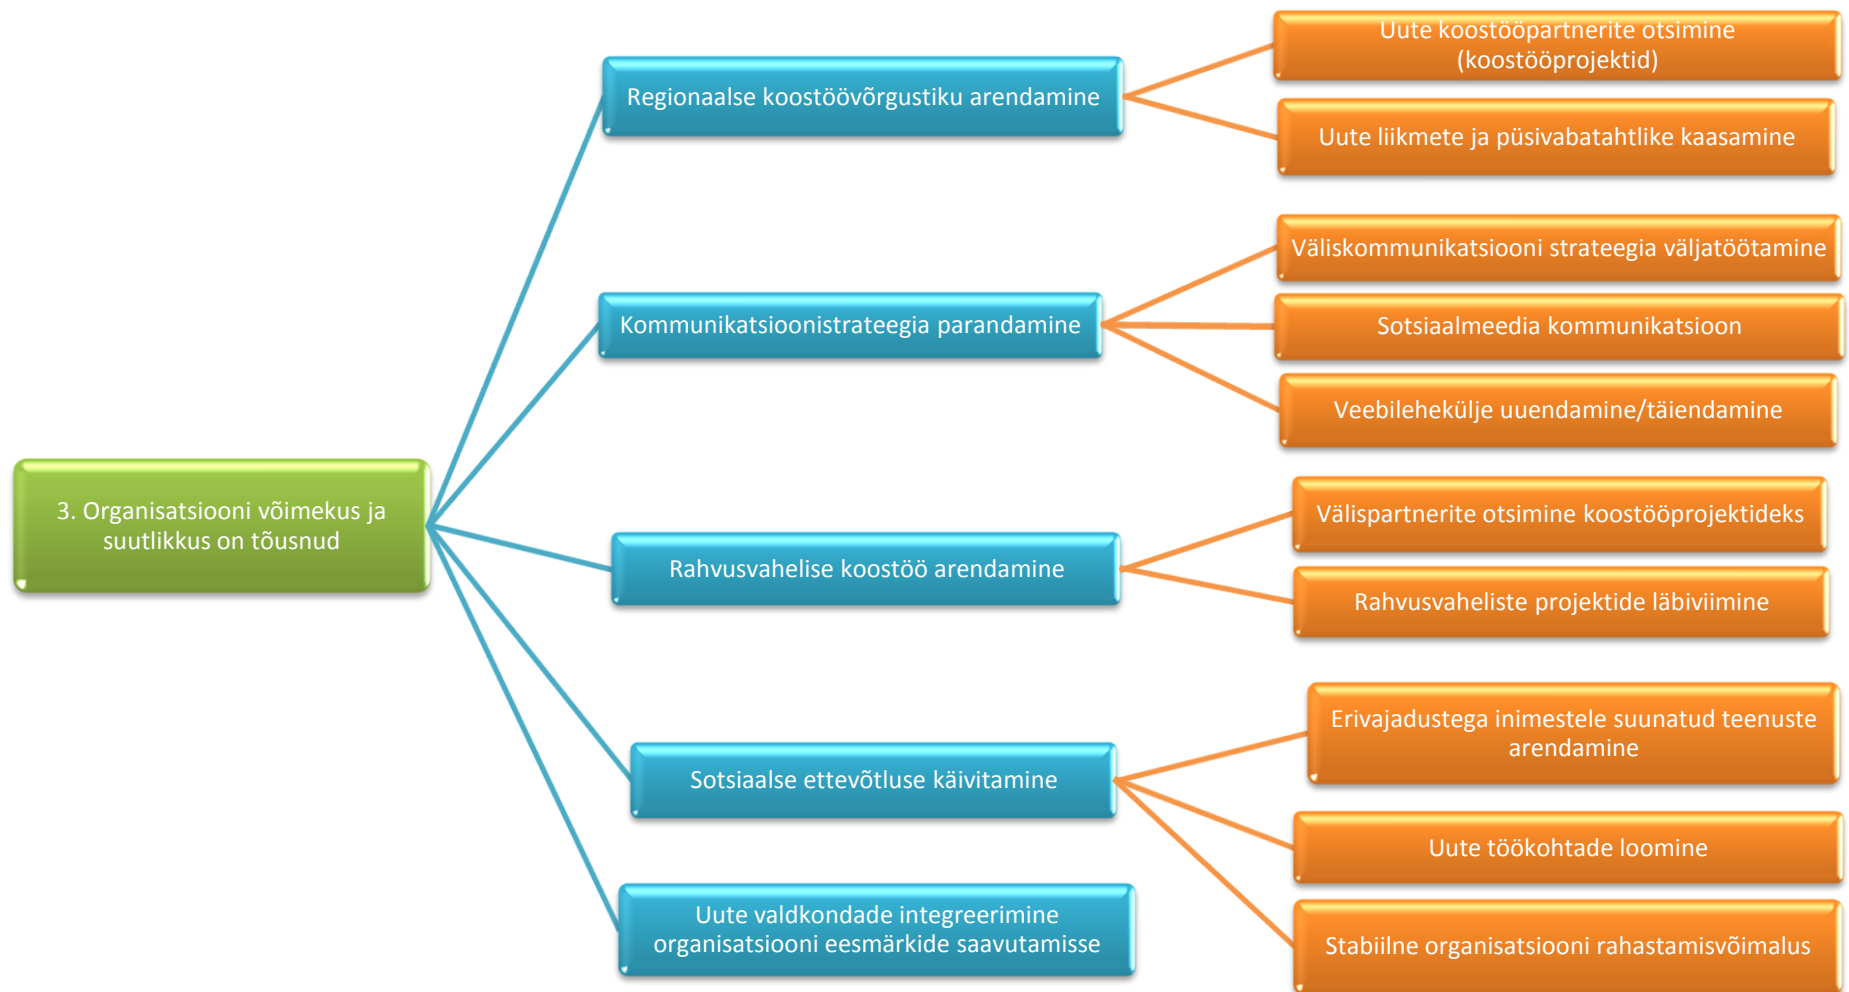 3. Organisatsiooni võimekus ja
suutlikkus on tõusnud
Regionaalse koostöövõrgustiku arendamine
Uute koostööpartnerite otsimine
(koostööprojektid)
Uute liikmete ja püsivabatahtlike kaasamine
Kommunikatsioonistrateegia parandamine
Väliskommunikatsiooni strateegia väljatöötamine
Sotsiaalmeedia kommunikatsioon
Veebilehekülje uuendamine/täiendamine
Rahvusvahelise koostöö arendamine
Välispartnerite otsimine koostööprojektideks
Rahvusvaheliste projektide läbiviimine
Sotsiaalse ettevõtluse käivitamine
Erivajadustega inimestele suunatud teenuste
arendamine
Uute töökohtade loomine
Stabiilne organisatsiooni rahastamisvõimalus
Uute valdkondade integreerimine
organisatsiooni eesmärkide saavutamisse